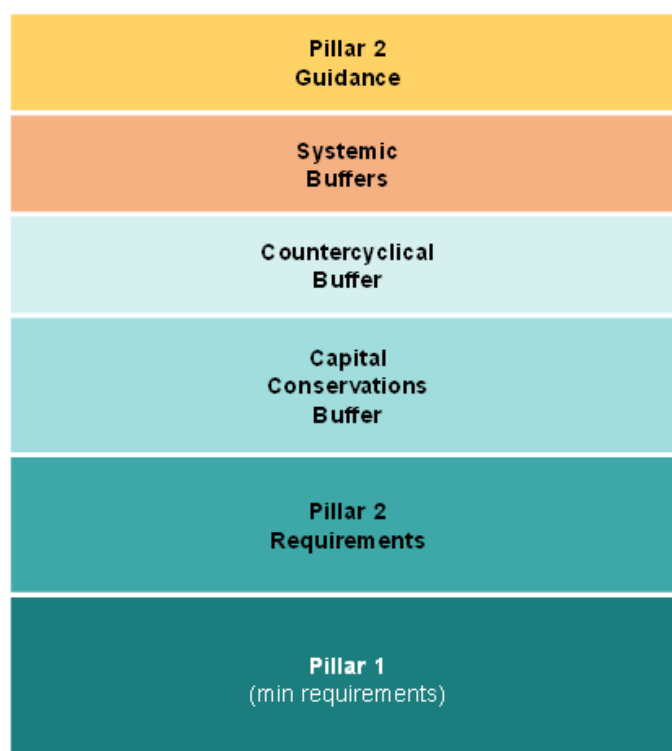 Pillar 2
Guidance
Systemic
Buffers
Countercyclical
Buffer
Capital
Conservations
Buffer
Pillar 2
Requirements
Pillar 1
(min requirements)